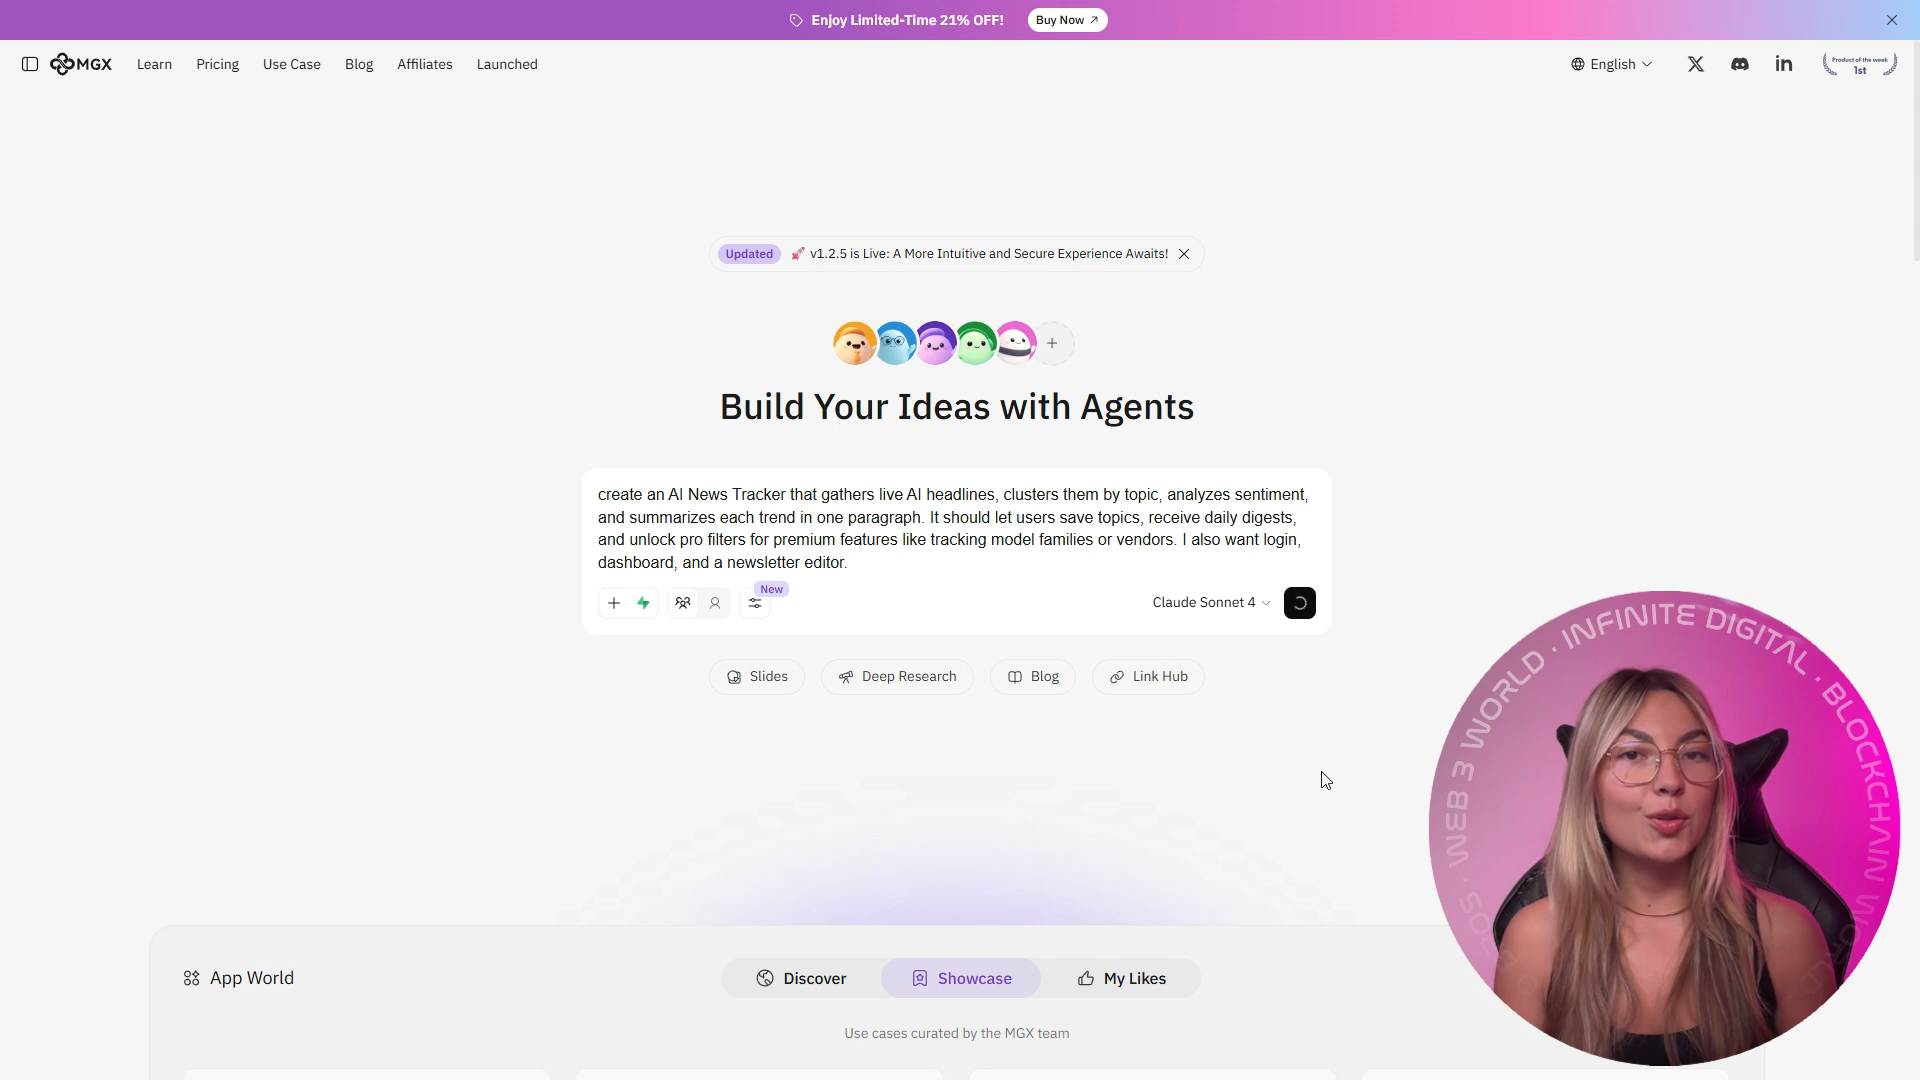 Enjoy Limited-Time 21% OFF!
Buy Now
MGX
Learn
Pricing
Use Case
Blog
Affiliates
Launched
English
Product of the week
1st
Updated
v1.2.5 is Live: A More Intuitive and Secure Experience Awaits!
Build Your Ideas with Agents
create an AI News Tracker that gathers live AI headlines, clusters them by topic, analyzes sentiment,
and summarizes each trend in one paragraph. It should let users save topics, receive daily digests,
and unlock pro filters for premium features like tracking model families or vendors. I also want login,
dashboard, and a newsletter editor.
New
Claude Sonnet 4
Slides
Deep Research
Blog
Link Hub
WEB 3 WORLD · INFINITE DIGITAL · BLOCKCHAIN
App World
Discover
Showcase
My Likes
Use cases curated by the MGX team